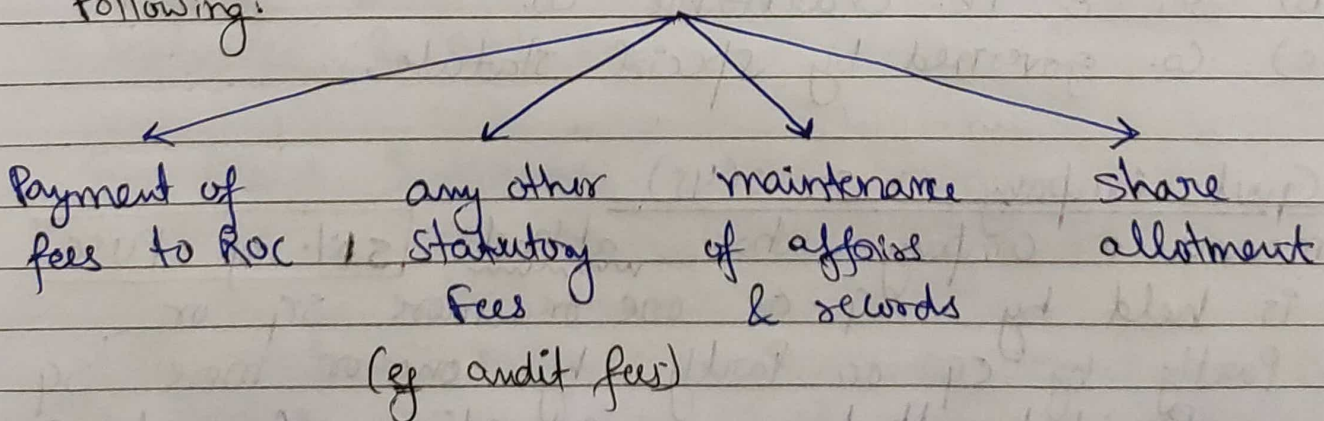 following:
Payment of any other maintenance share
fees to ROC, statutory of affairs allotment
Fees & records
(eg audit fees)